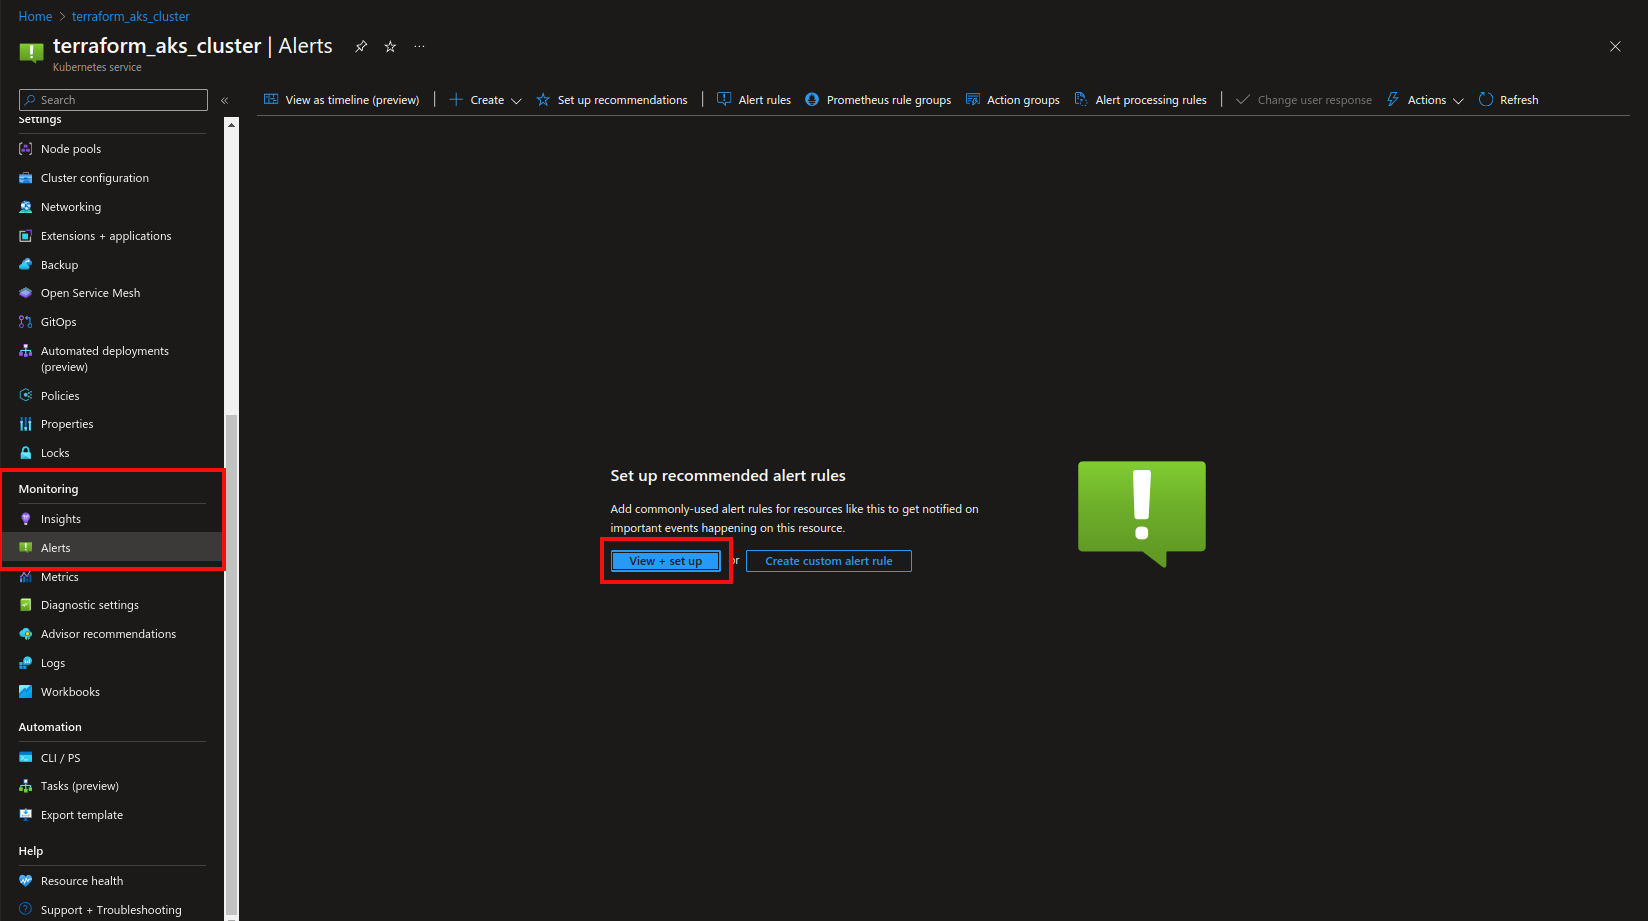 Home > terraform_aks_cluster
terraform_aks_cluster | Alerts
Kubernetes service
Search
View as timeline (preview)
Create
Set up recommendations
Alert rules
Prometheus rule groups
Action groups
Alert processing rules
Change user response
Actions
Refresh
Settings
Node pools
Cluster configuration
Networking
Extensions + applications
Backup
Open Service Mesh
GitOps
Automated deployments
(preview)
Policies
Properties
Locks
Monitoring
Insights
Alerts
Metrics
Diagnostic settings
Advisor recommendations
Logs
Workbooks
Automation
CLI / PS
Tasks (preview)
Export template
Help
Resource health
Support + Troubleshooting
Set up recommended alert rules
Add commonly-used alert rules for resources like this to get notified on
important events happening on this resource.
View + set up or Create custom alert rule